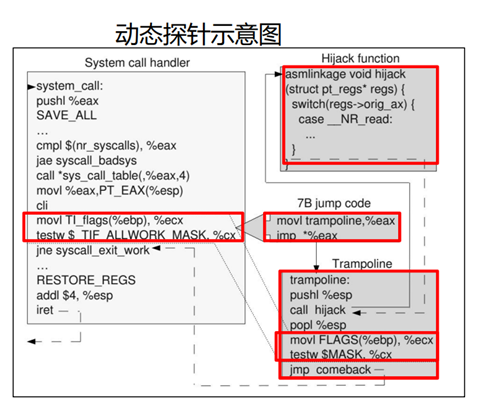 动态探针示意图
System call handler
system_call:
pushl %eax
SAVE_ALL
...
cmpl $(nr_syscalls), %eax
jae syscall_badsys
call *sys_call_table(,%eax,4)
movl %eax,PT_EAX(%esp)
cli
movl TI_flags(%ebp), %ecx
testw $_TIF_ALLWORK_MASK, %cx
jne syscall_exit_work
...
RESTORE_REGS
addl $4, %esp
iret
Hijack function
asmlinkage void hijack
(struct pt_regs* regs) {
switch(regs->orig_ax) {
case __NR_read:
...
}
}
7B jump code
movl trampoline,%eax
jmp *%eax
Trampoline
trampoline:
pushl %esp
call hijack
popl %esp
movl FLAGS(%ebp), %ecx
testw $MASK, %cx
jmp comeback